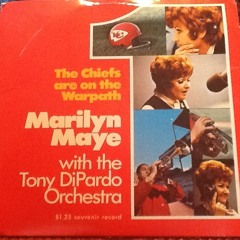 The Chiefs
are on the
Warpath
Marilyn
Maye
with the
Tony DiPardo
Orchestra
$1.25 souvenir record